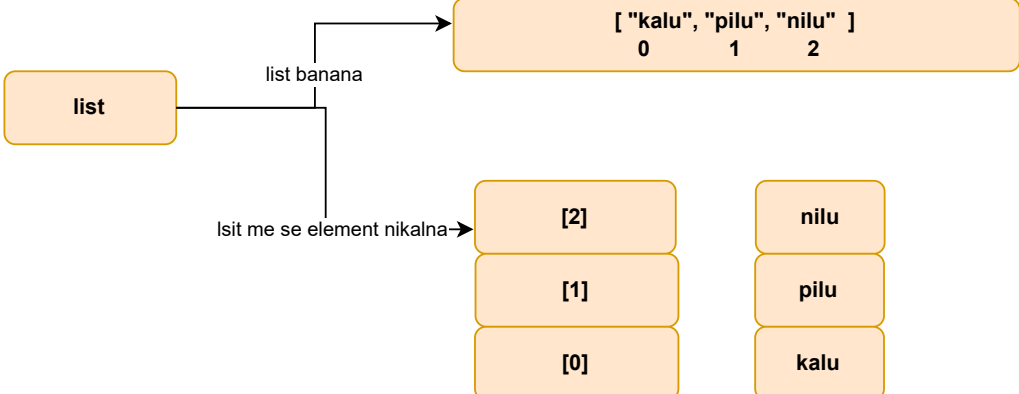 [ "kalu", "pilu", "nilu"  ]
0 1 2
list banana
list
lsit me se element nikalna
[2] nilu
[1] pilu
[0] kalu